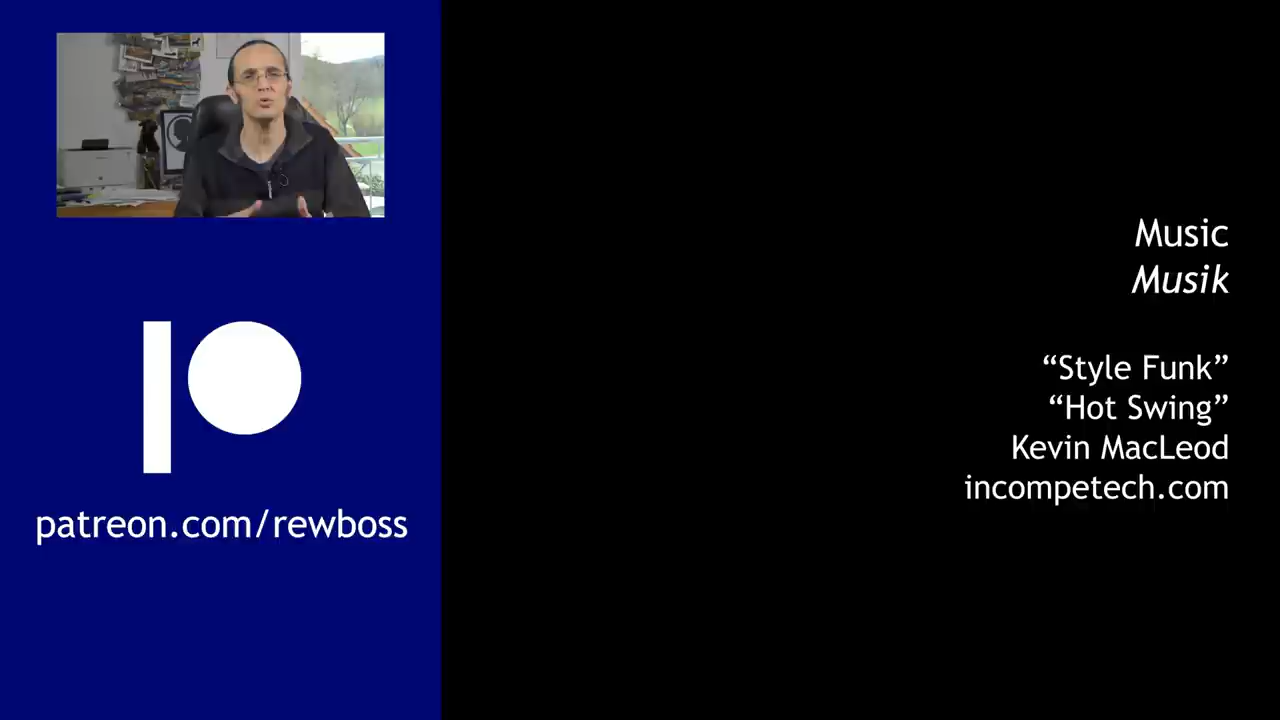 patreon.com/rewboss
Music
Musik
“Style Funk”
“Hot Swing”
Kevin MacLeod
incompetech.com